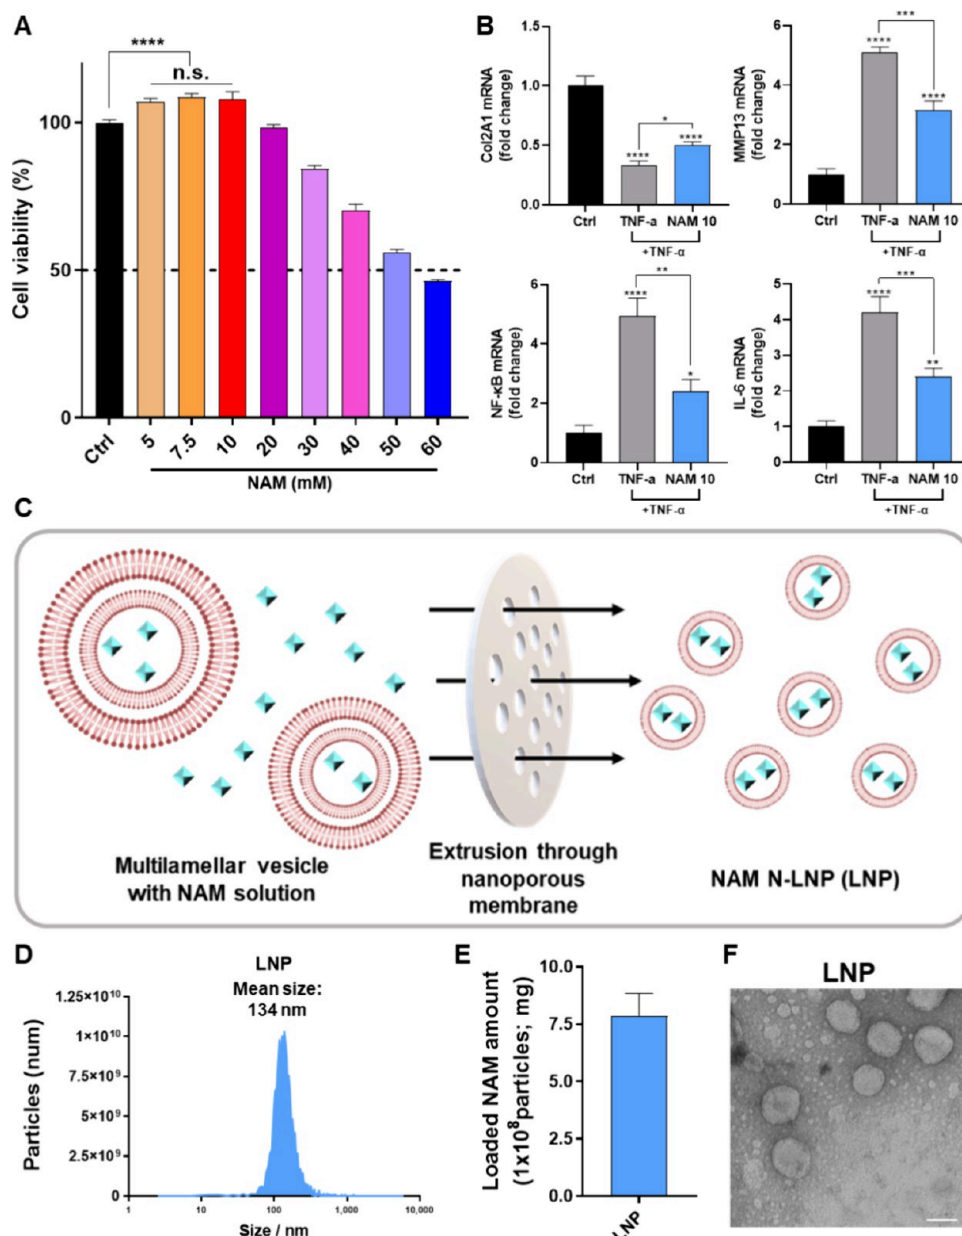 A
****
n.s.
Cell viability (%)
100
50
0
Ctrl
5
7.5
10
20
30
40
50
60
NAM (mM)
B
Col2A1 mRNA
(fold change)
1.5
1.0
0.5
0.0
****
*
****
Ctrl
TNF-a
NAM 10
+TNF-α
MMP13 mRNA
(fold change)
6
4
2
0
****
***
****
Ctrl
TNF-a
NAM 10
+TNF-α
NF-κB mRNA
(fold change)
6
4
2
0
****
**
*
Ctrl
TNF-a
NAM 10
+TNF-α
IL-6 mRNA
(fold change)
5
4
3
2
1
0
****
***
**
Ctrl
TNF-a
NAM 10
+TNF-α
C
Multilamellar vesicle
with NAM solution
Extrusion through
nanoporous
membrane
NAM N-LNP (LNP)
D
LNP
Mean size:
134 nm
Particles (num)
1.25×10¹⁰
1×10¹⁰
7.5×10⁹
5×10⁹
2.5×10⁹
0
1
10
100
1,000
10,000
Size / nm
E
Loaded NAM amount
(1x10⁸particles; mg)
10.0
7.5
5.0
2.5
0.0
LNP
F
LNP